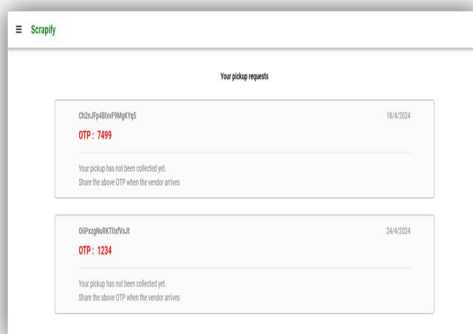 Scrapify
Your pickup requests
18/4/2024
OTP : 7499
Your pickup has not been collected yet.
Share the above OTP when the vendor arrives
24/4/2024
OTP : 1234
Your pickup has not been collected yet.
Share the above OTP when the vendor arrives